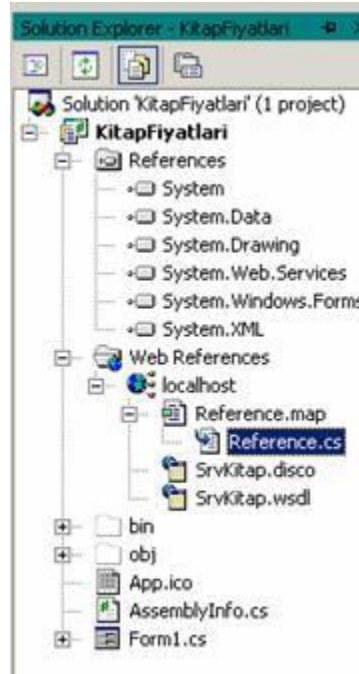 Solution Explorer - KitapFiyatlari
Solution 'KitapFiyatlari' (1 project)
KitapFiyatlari
References
System
System.Data
System.Drawing
System.Web.Services
System.Windows.Forms
System.XML
Web References
localhost
Reference.map
Reference.cs
SrvKitap.disco
SrvKitap.wsdl
bin
obj
App.ico
AssemblyInfo.cs
Form1.cs